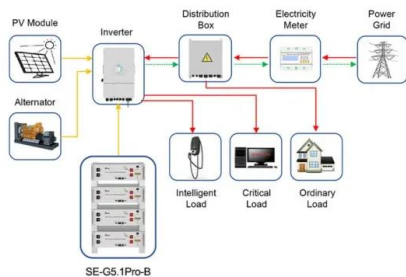 PV Module
Inverter
Distribution
Box
Electricity
Meter
Power
Grid
Alternator
Intelligent
Load
Critical
Load
Ordinary
Load
SE-G5.1Pro-B